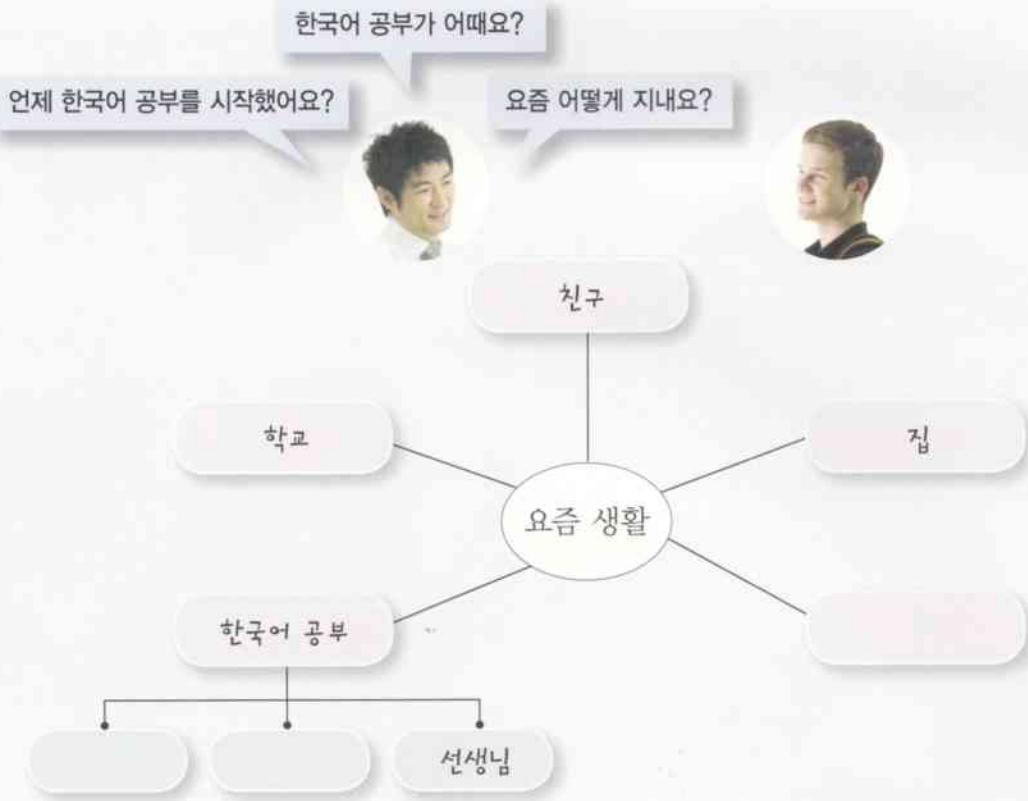 한국어 공부가 어때요?
언제 한국어 공부를 시작했어요?
요즘 어떻게 지내요?
친구
학교
집
요즘 생활
한국어 공부
선생님